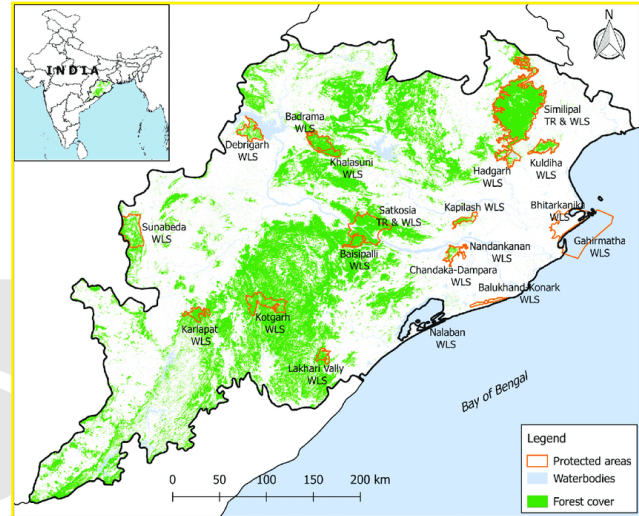 INDIA
N
Similipal
TR & WLS
Badrama
WLS
Debrigarh
WLS
Khalasuni
WLS
Hadgarh
WLS
Kuldiha
WLS
Satkosia
TR & WLS
Kapilash WLS
Bhitarkanika
WLS
Sunabeda
WLS
Baisipalli
WLS
Nandankanan
WLS
Gahirmatha
WLS
Chandaka-Dampara
WLS
Balukhand-Konark
WLS
Karlapat
WLS
Kotgarh
WLS
Nalaban
WLS
Lakhari Vally
WLS
Bay of Bengal
Legend
Protected areas
Waterbodies
Forest cover
0 50 100 150 200 km